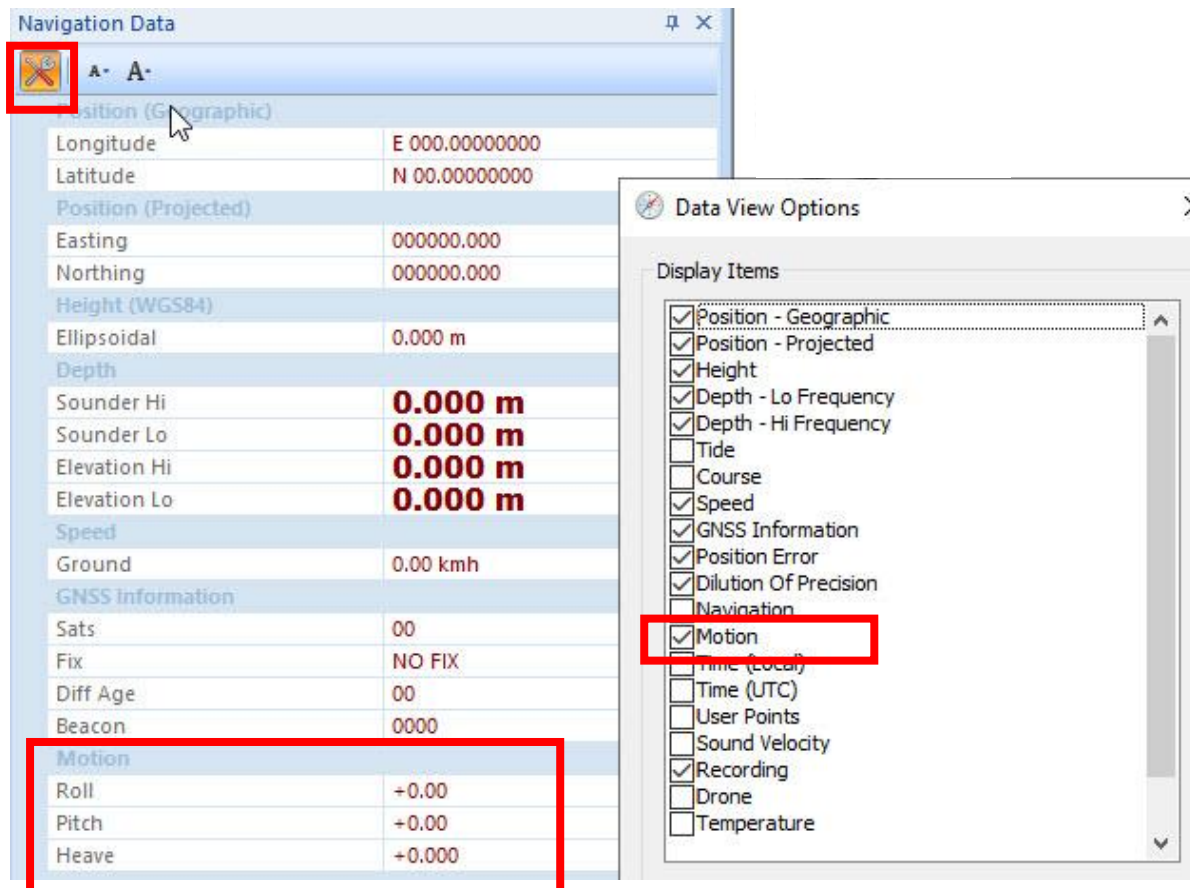 Navigation Data
A- A-
Position (Geographic)
Longitude E 000.00000000
Latitude N 00.00000000
Position (Projected)
Easting 000000.000
Northing 000000.000
Height (WGS84)
Ellipsoidal 0.000 m
Depth
Sounder Hi 0.000 m
Sounder Lo 0.000 m
Elevation Hi 0.000 m
Elevation Lo 0.000 m
Speed
Ground 0.00 kmh
GNSS Information
Sats 00
Fix NO FIX
Diff Age 00
Beacon 0000
Motion
Roll +0.00
Pitch +0.00
Heave +0.000
Data View Options
Display Items
Position - Geographic
Position - Projected
Height
Depth - Lo Frequency
Depth - Hi Frequency
Tide
Course
Speed
GNSS Information
Position Error
Dilution Of Precision
Navigation
Motion
Time (Local)
Time (UTC)
User Points
Sound Velocity
Recording
Drone
Temperature